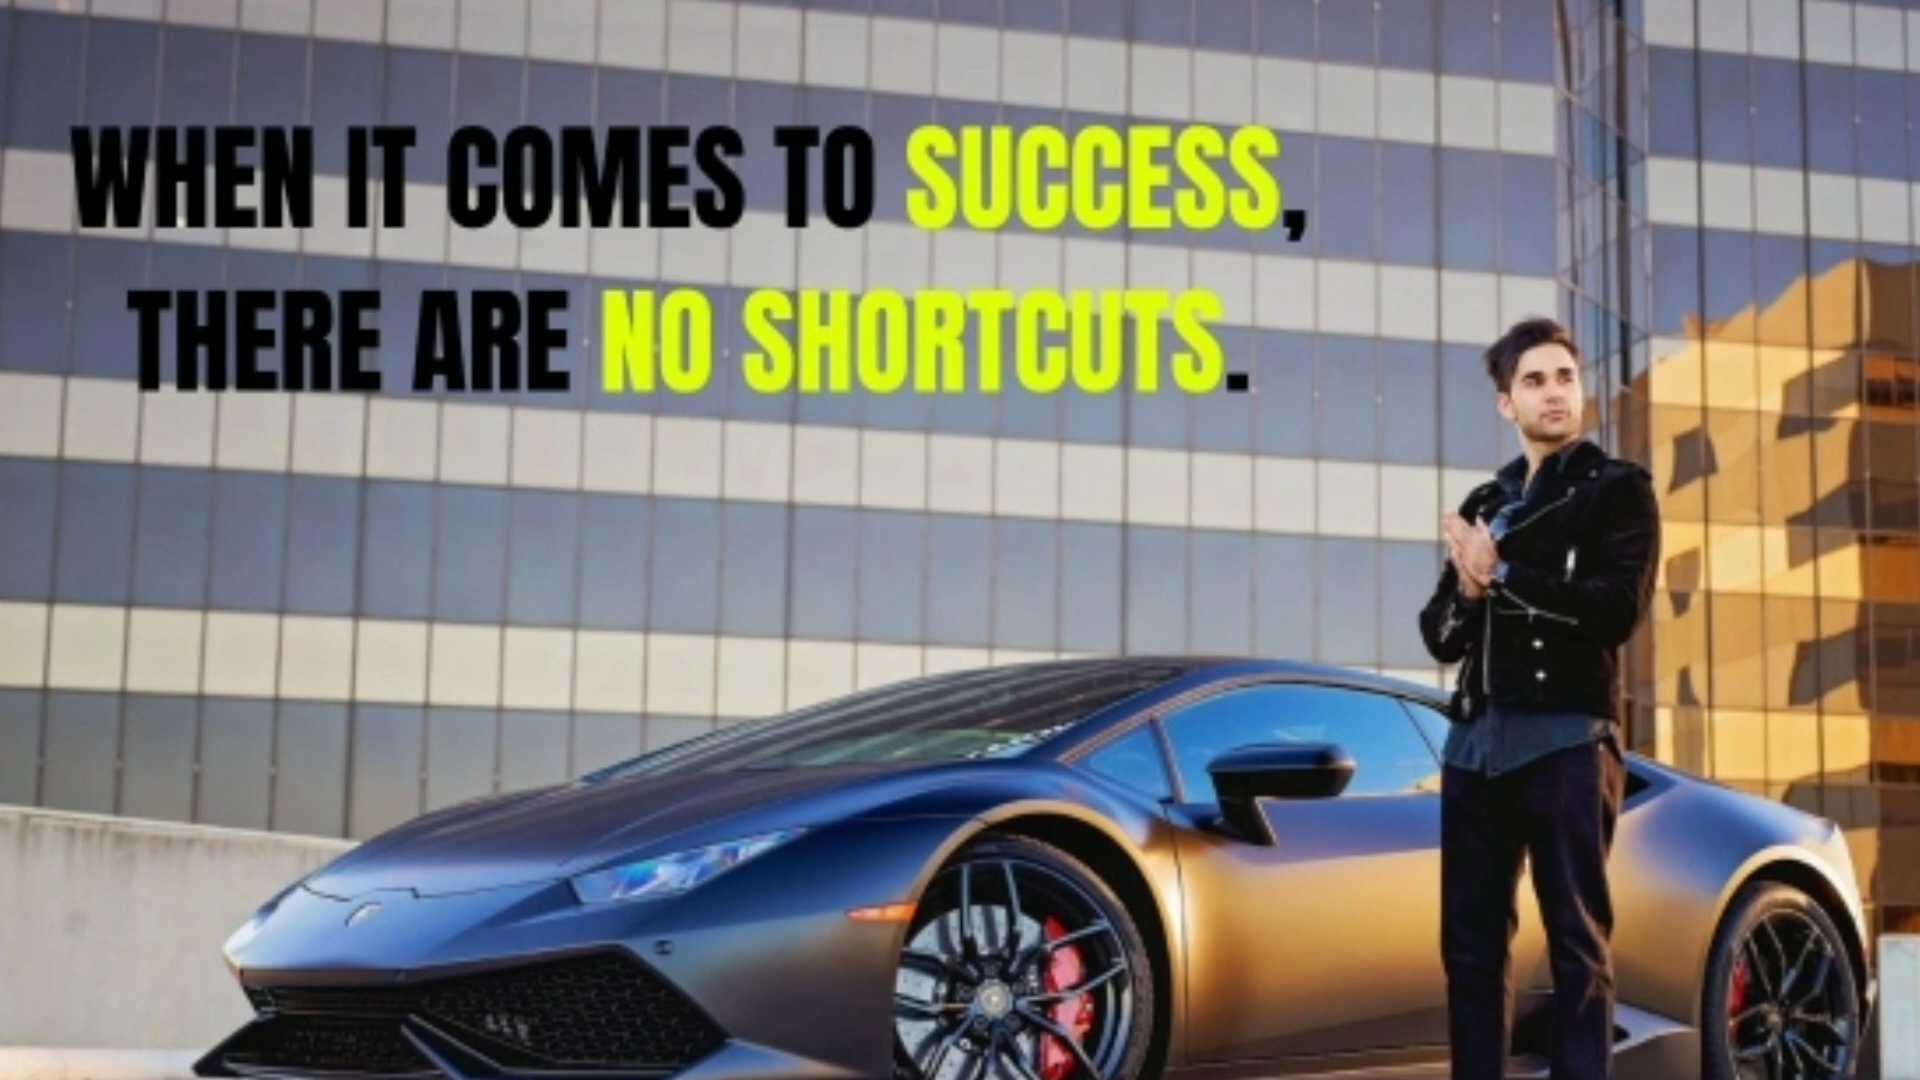 WHEN IT COMES TO SUCCESS,
THERE ARE NO SHORTCUTS.